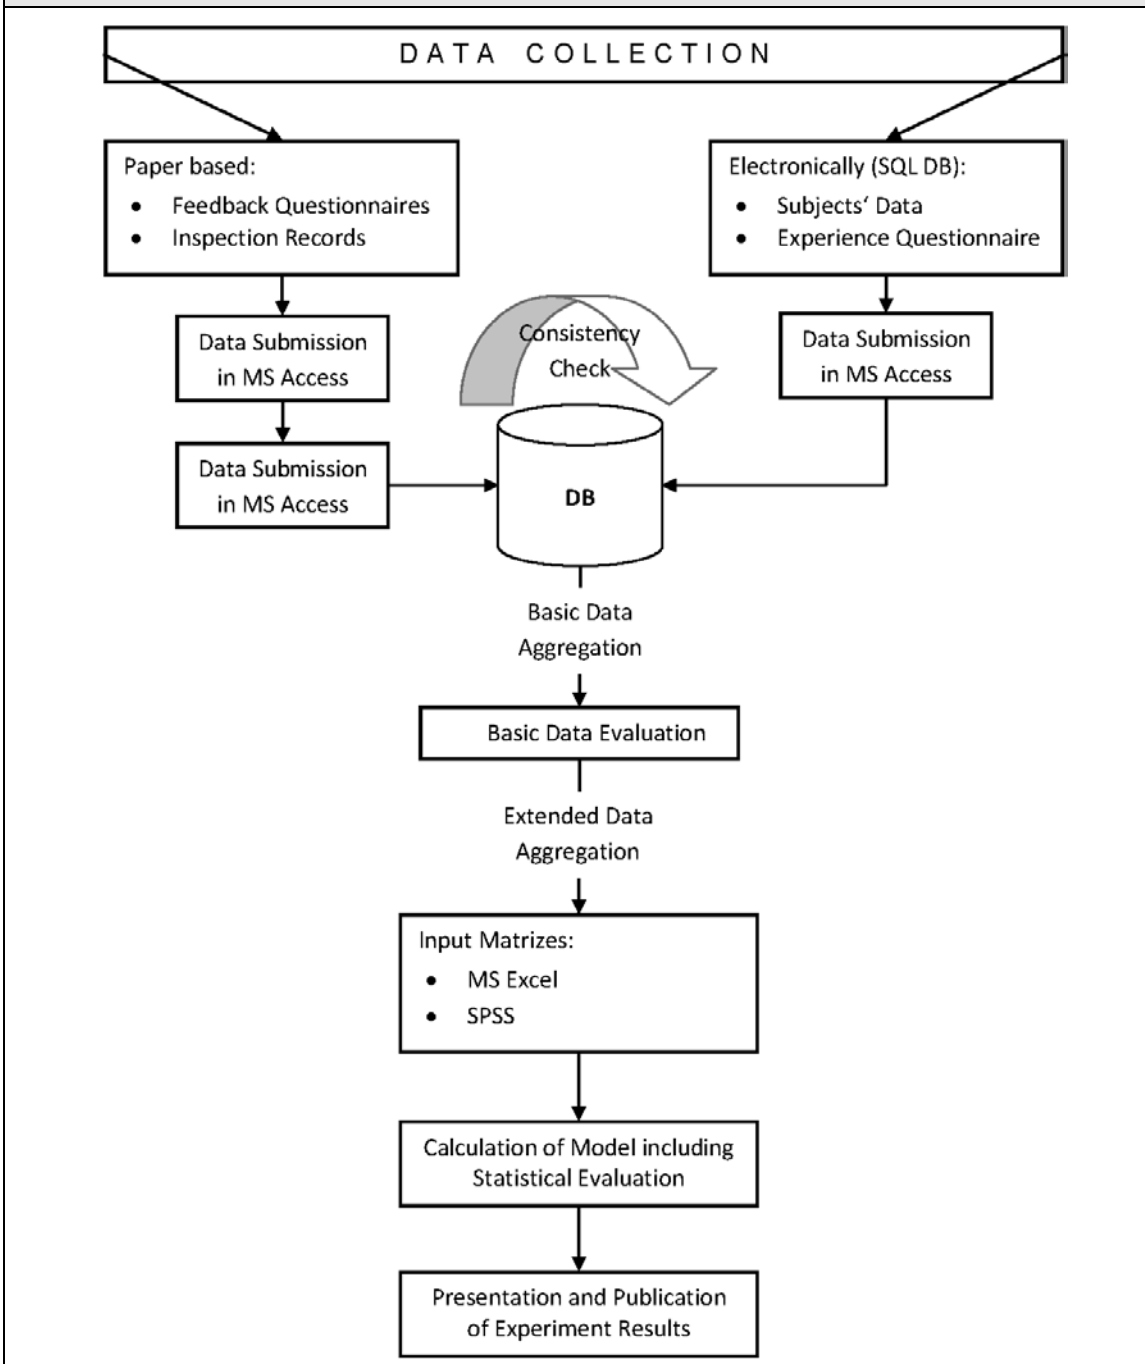 DATA COLLECTION
Paper based:
• Feedback Questionnaires
• Inspection Records
Electronically (SQL DB):
• Subjects‘ Data
• Experience Questionnaire
Data Submission
in MS Access
Consistency
Check
Data Submission
in MS Access
Data Submission
in MS Access
DB
Basic Data
Aggregation
Basic Data Evaluation
Extended Data
Aggregation
Input Matrizes:
• MS Excel
• SPSS
Calculation of Model including
Statistical Evaluation
Presentation and Publication
of Experiment Results